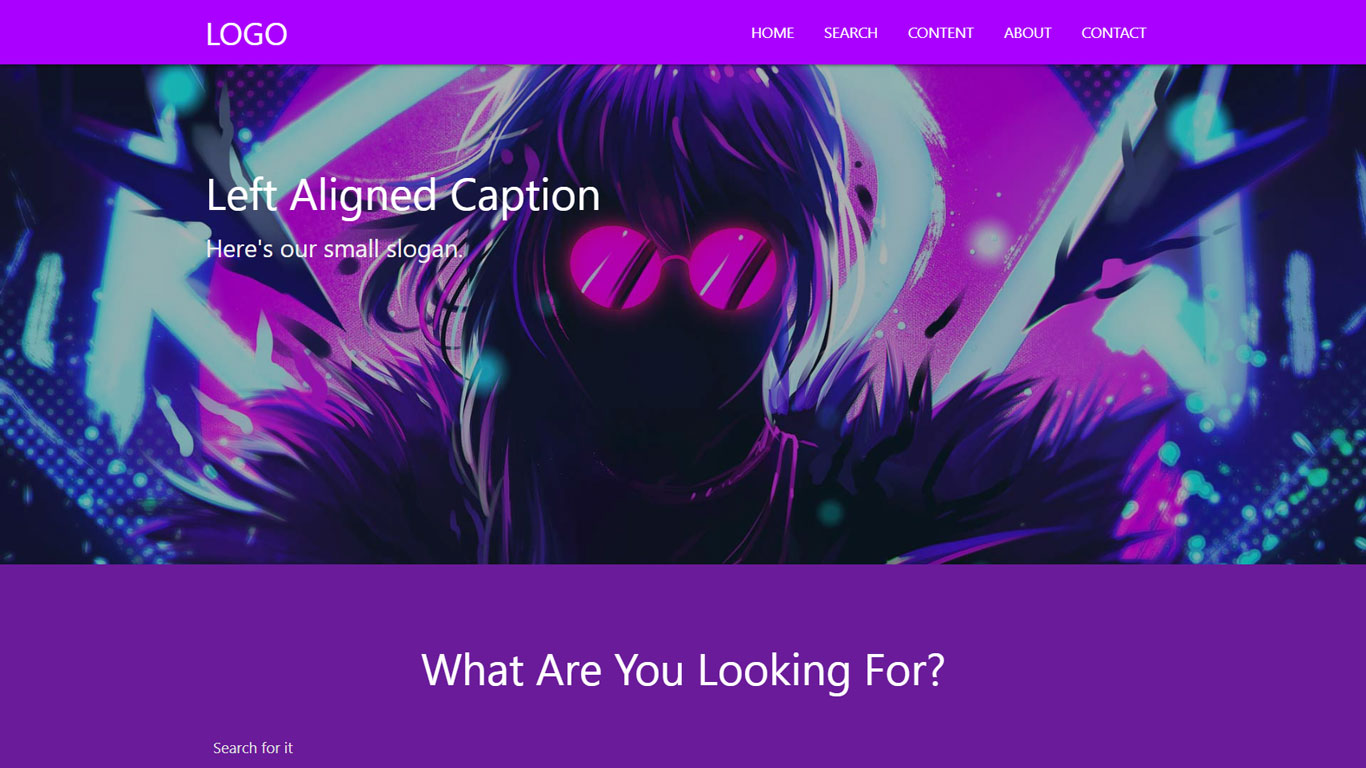 LOGO
HOME SEARCH CONTENT ABOUT CONTACT
Left Aligned Caption
Here's our small slogan.
What Are You Looking For?
Search for it